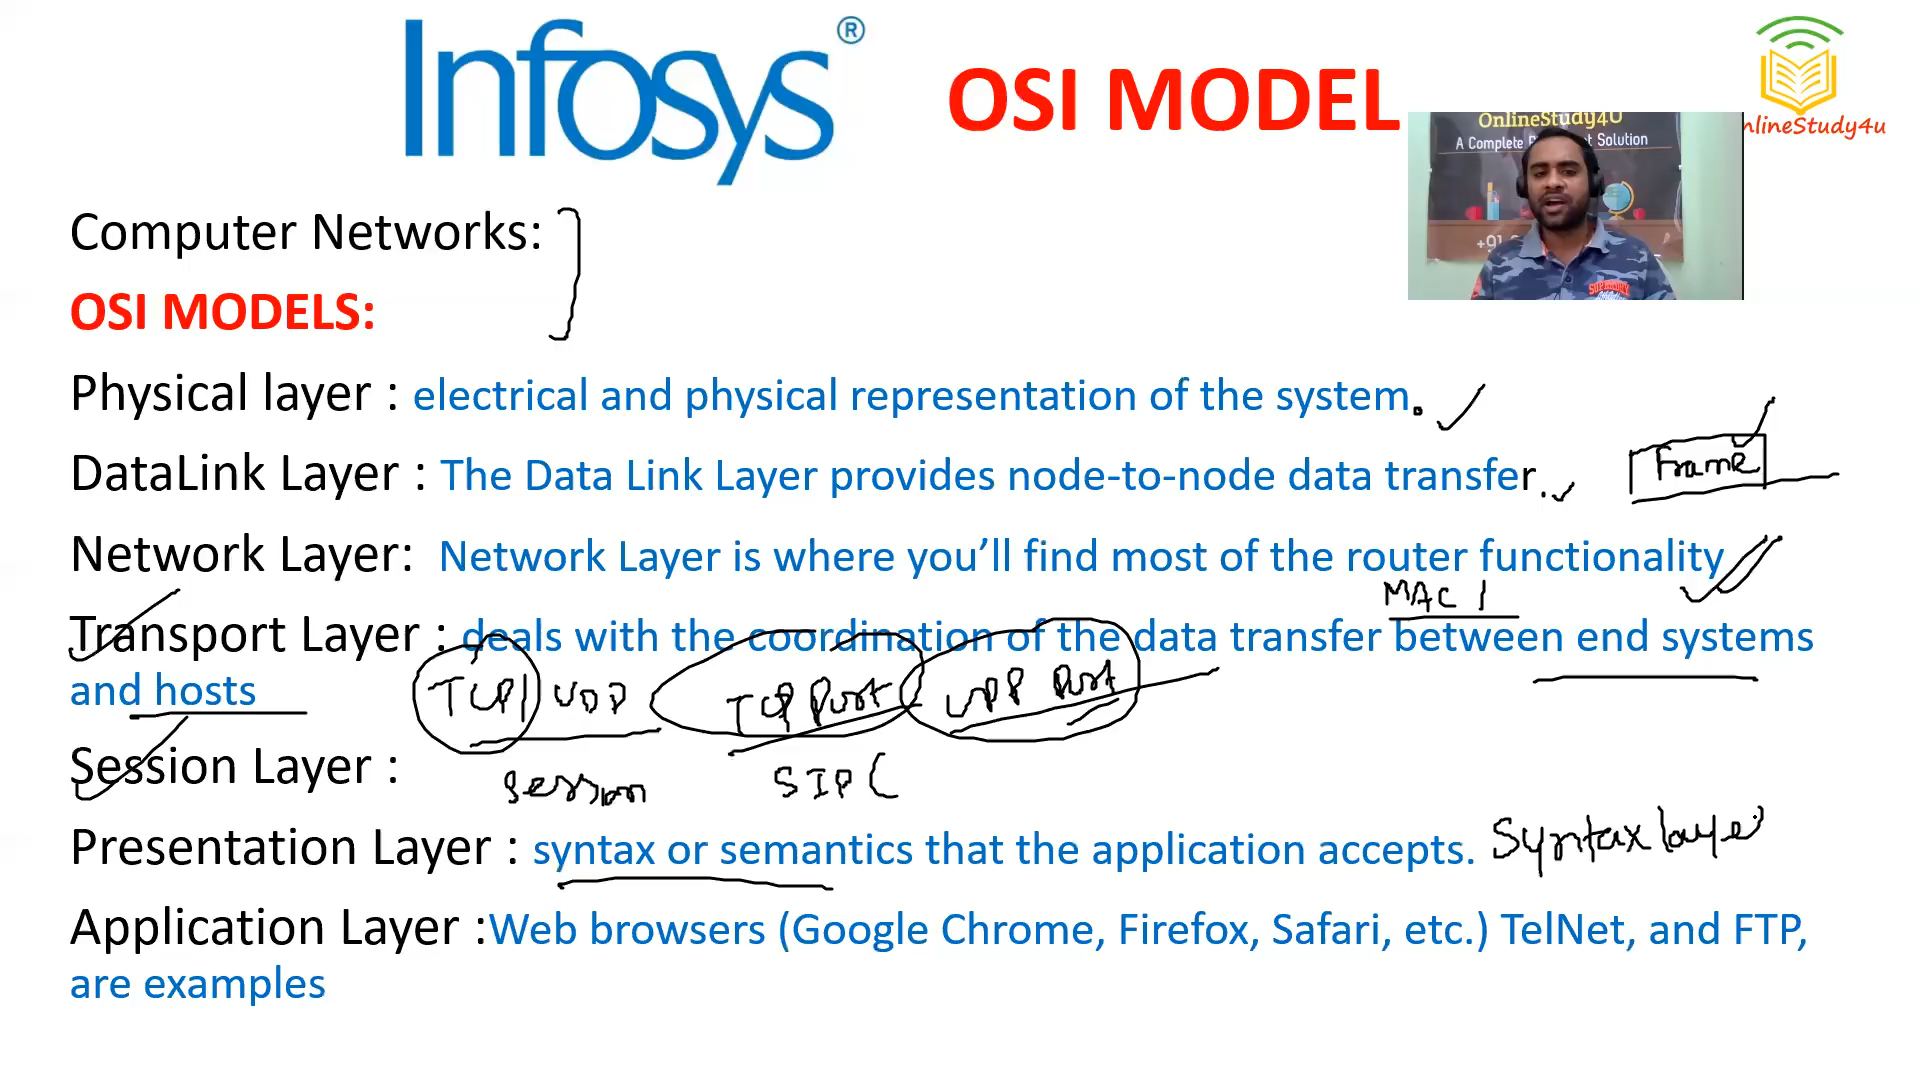 Infosys®
OSI MODEL
OnlineStudy4U
A Complete
Solution
+91
SUPERDRY
nlineStudy4u
Computer Networks:
OSI MODELS:
Physical layer : electrical and physical representation of the system.
DataLink Layer : The Data Link Layer provides node-to-node data transfer.
Frame
Network Layer: Network Layer is where you’ll find most of the router functionality
MAC
Transport Layer : deals with the coordination of the data transfer between end systems
and hosts
TCP| UDP TCP Port UDP Port
Session Layer :
Session SIP (
Presentation Layer : syntax or semantics that the application accepts. Syntax layer
Application Layer :Web browsers (Google Chrome, Firefox, Safari, etc.) TelNet, and FTP,
are examples